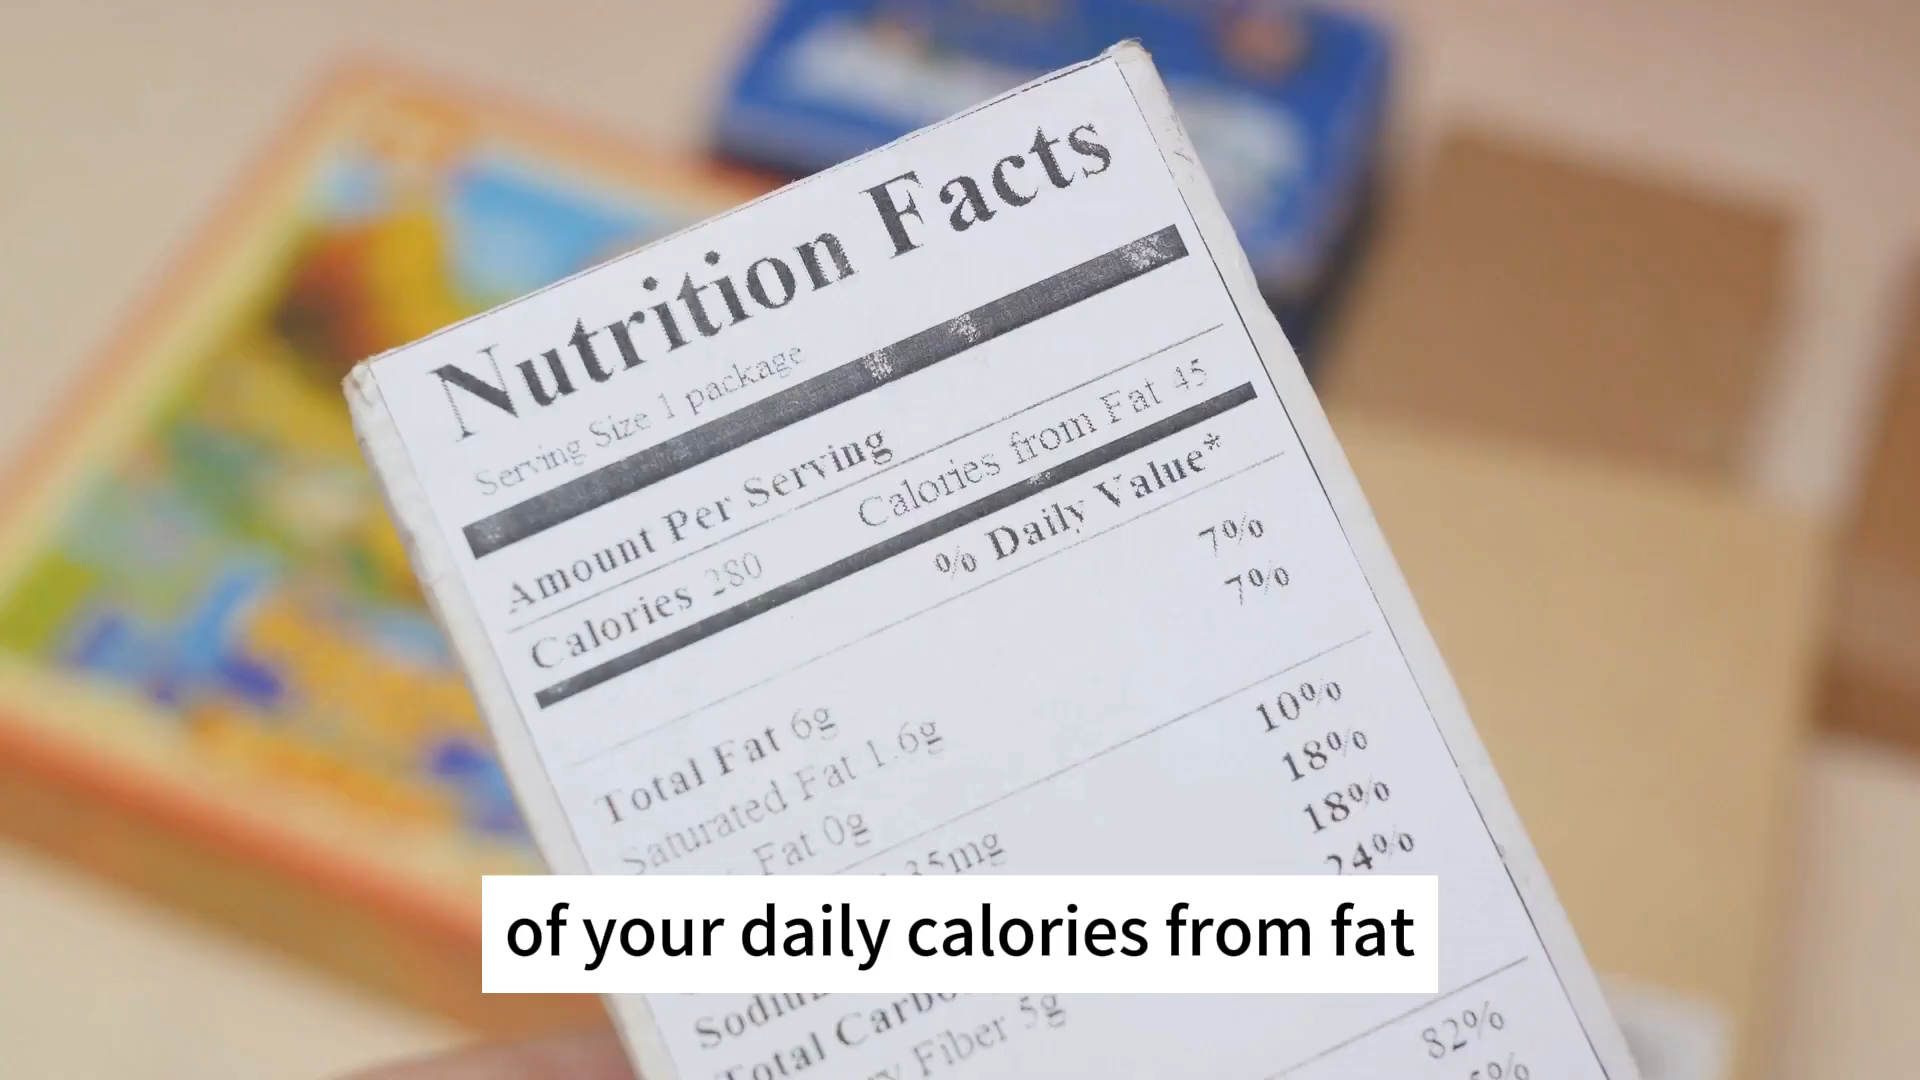 Nutrition Facts
Serving Size 1 package
Amount Per Serving
Calories 280 Calories from Fat 45
% Daily Value*
7%
7%
Total Fat 6g
Saturated Fat 1.6g
Fat 0g
35mg
10%
18%
18%
24%
of your daily calories from fat
Total
Fiber 5g
82%